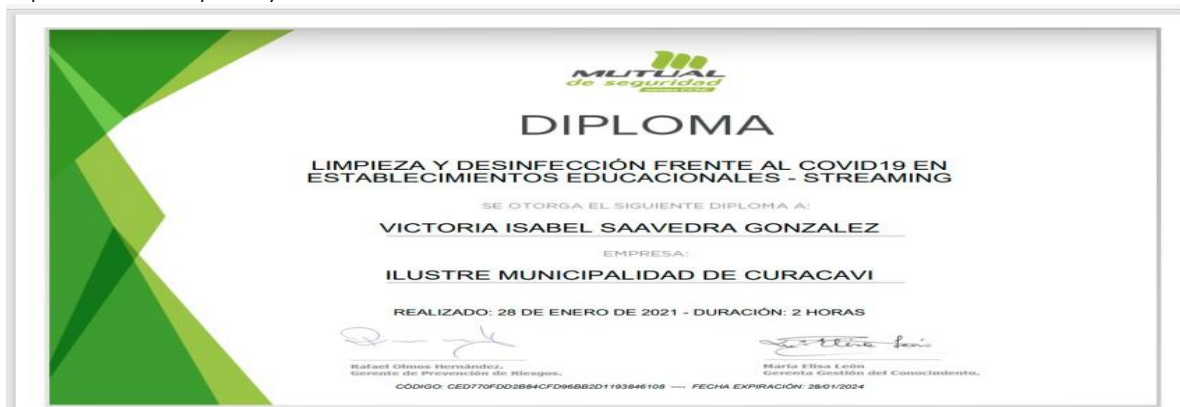 MUTUAL
de seguridad
DIPLOMA
LIMPIEZA Y DESINFECCIÓN FRENTE AL COVID19 EN
ESTABLECIMIENTOS EDUCACIONALES - STREAMING
SE OTORGA EL SIGUIENTE DIPLOMA A:
VICTORIA ISABEL SAAVEDRA GONZALEZ
EMPRESA:
ILUSTRE MUNICIPALIDAD DE CURACAVI
REALIZADO: 28 DE ENERO DE 2021 - DURACIÓN: 2 HORAS
Rafael Olmos Hernández.
Gerente de Prevención de Riesgos.
María Elisa León
Gerenta Gestión del Conocimiento.
CÓDIGO: CED770FDD2B84CFD96BB2D1193846108 ---- FECHA EXPIRACIÓN: 28/01/2024